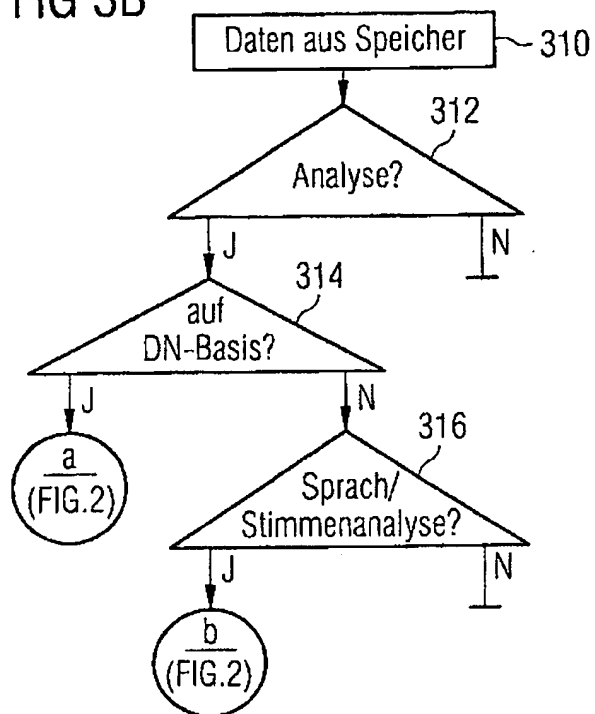 FIG 3B
Daten aus Speicher
310
312
Analyse?
J
N
314
auf
DN-Basis?
J
N
316
a
(FIG.2)
Sprach/
Stimmenanalyse?
J
N
b
(FIG.2)